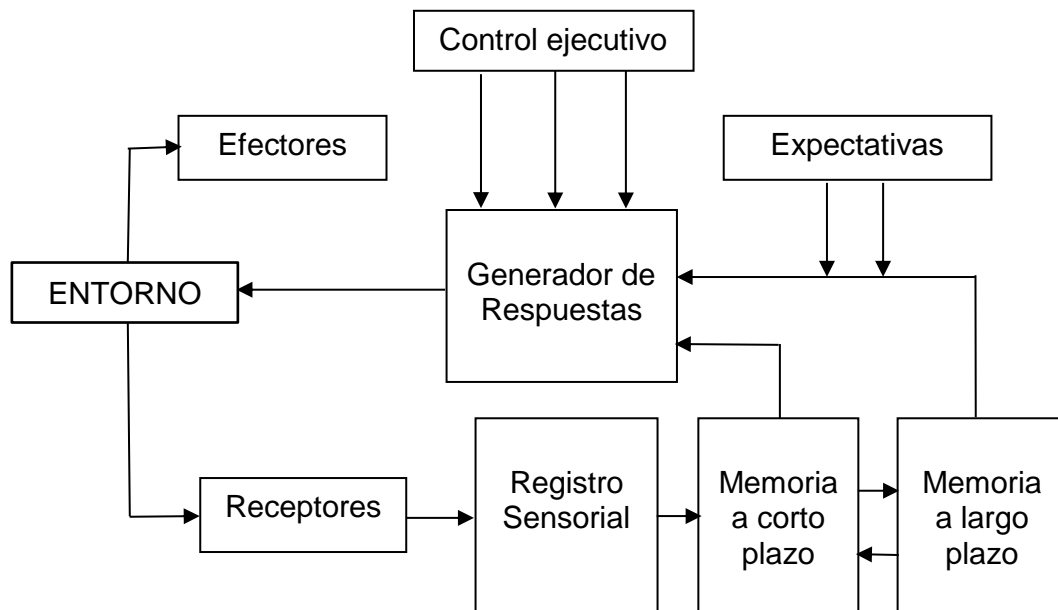 Control ejecutivo
Efectores
Expectativas
ENTORNO
Generador de
Respuestas
Receptores
Registro
Sensorial
Memoria
a corto
plazo
Memoria
a largo
plazo